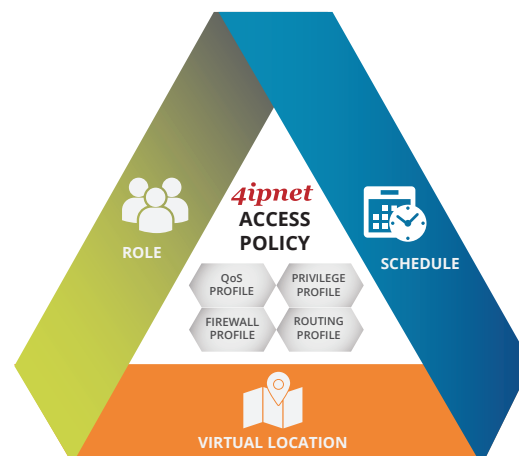 4ipnet
ACCESS
POLICY
ROLE
SCHEDULE
QoS
PROFILE
PRIVILEGE
PROFILE
FIREWALL
PROFILE
ROUTING
PROFILE
VIRTUAL LOCATION